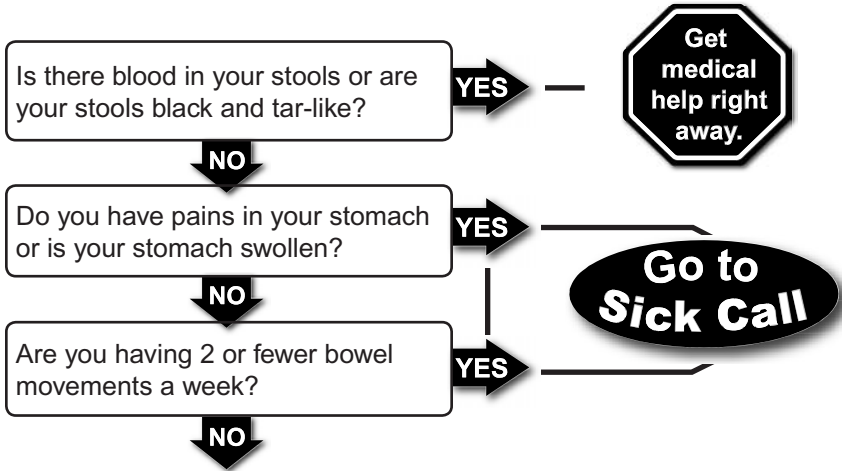 Is there blood in your stools or are
your stools black and tar-like?
YES
Get
medical
help right
away.
NO
Do you have pains in your stomach
or is your stomach swollen?
YES
Go to
Sick Call
NO
Are you having 2 or fewer bowel
movements a week?
YES
NO